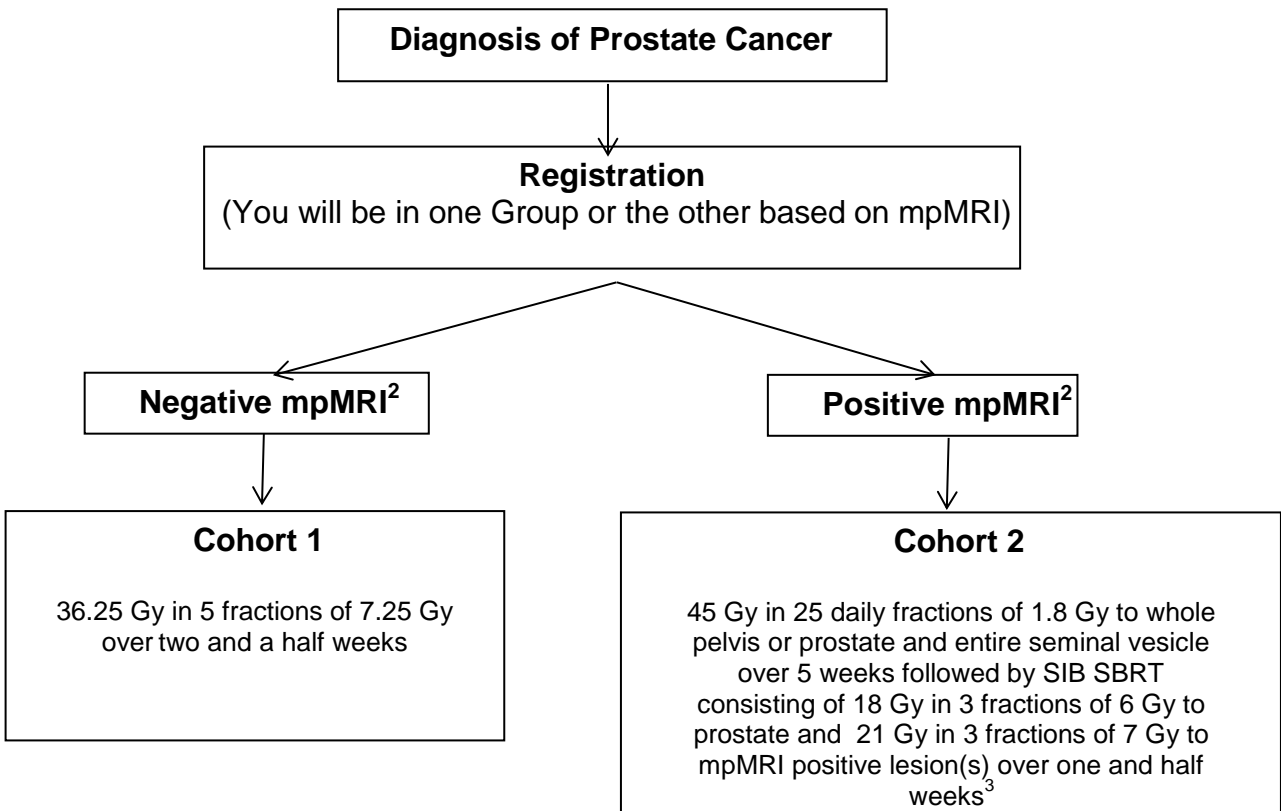 Diagnosis of Prostate Cancer
Registration
(You will be in one Group or the other based on mpMRI)
Negative mpMRI²
Positive mpMRI²
Cohort 1
36.25 Gy in 5 fractions of 7.25 Gy
over two and a half weeks
Cohort 2
45 Gy in 25 daily fractions of 1.8 Gy to whole
pelvis or prostate and entire seminal vesicle
over 5 weeks followed by SIB SBRT
consisting of 18 Gy in 3 fractions of 6 Gy to
prostate and 21 Gy in 3 fractions of 7 Gy to
mpMRI positive lesion(s) over one and half
weeks³